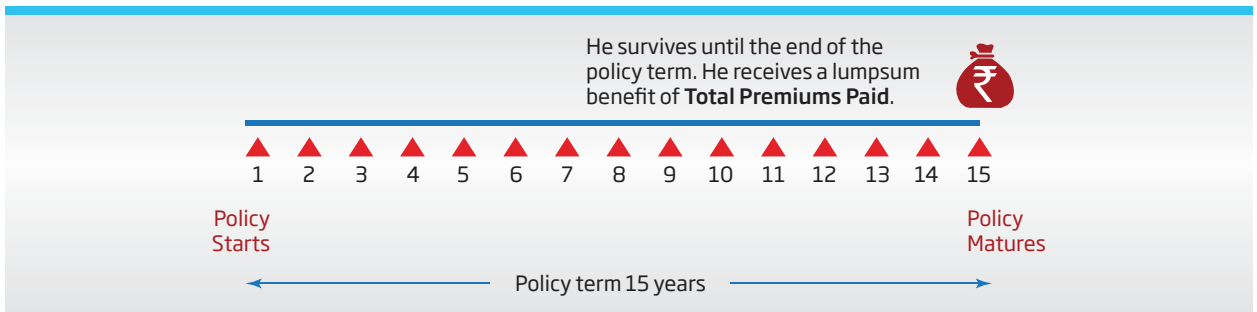 He survives until the end of the
policy term. He receives a lumpsum
benefit of Total Premiums Paid.
₹
1 2 3 4 5 6 7 8 9 10 11 12 13 14 15
Policy
Starts
Policy
Matures
Policy term 15 years